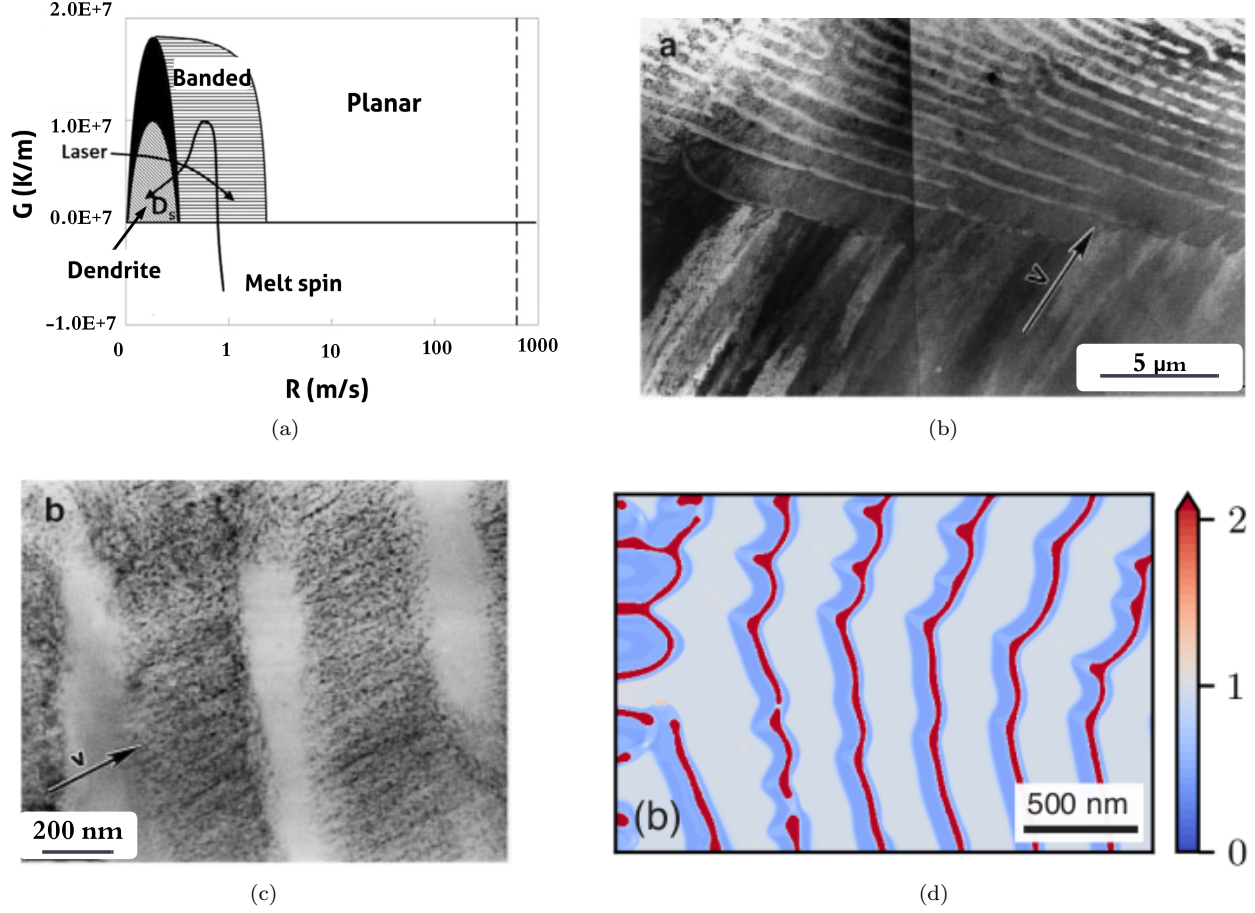 2.0E+7
Banded
Planar
1.0E+7
Laser
G (K/m)
0.0E+7
Ds
Dendrite
Melt spin
-1.0E+7
0 1 10 100 1000
R (m/s)
(a)
a
V
5 µm
(b)
b
V
200 nm
(c)
2
1
0
(b)
500 nm
(d)